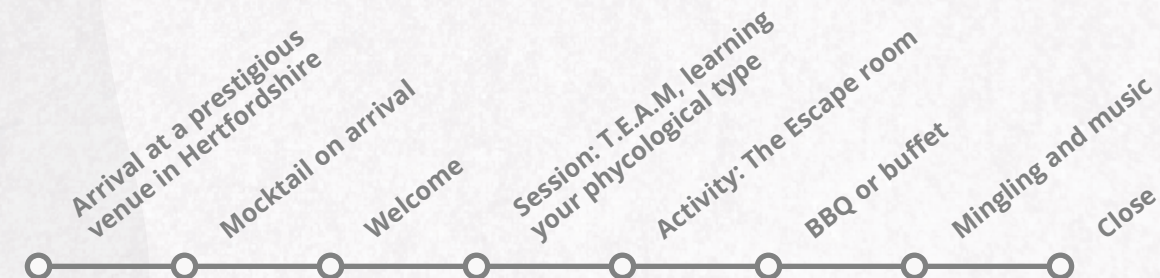 Arrival at a prestigious
venue in Hertfordshire
Mocktail on arrival
Welcome
Session: T.E.A.M, learning
your phycological type
Activity: The Escape room
BBQ or buffet
Mingling and music
Close